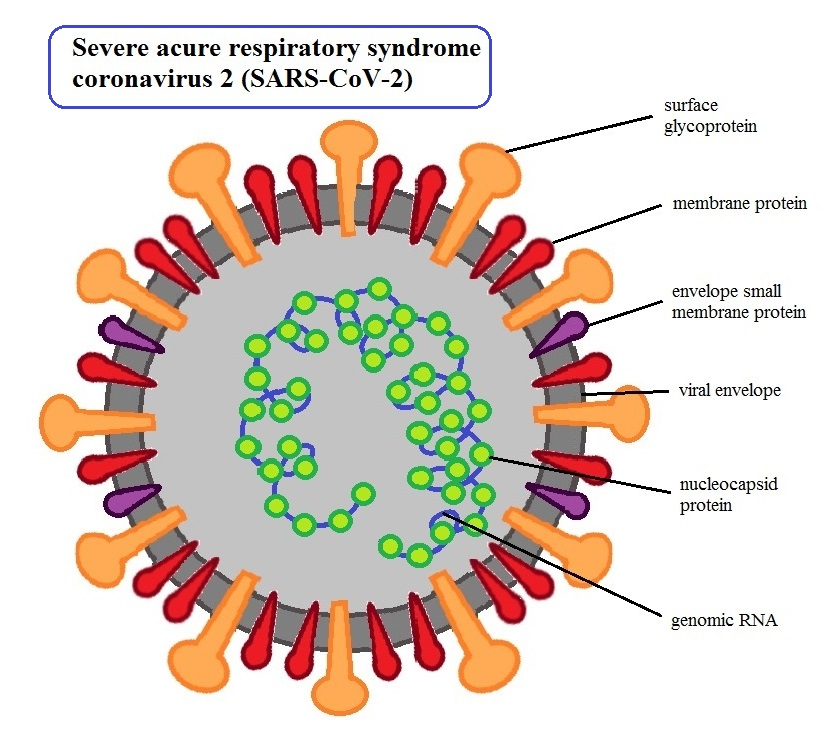 Severe acure respiratory syndrome
coronavirus 2 (SARS-CoV-2)
surface
glycoprotein
membrane protein
envelope small
membrane protein
viral envelope
nucleocapsid
protein
genomic RNA